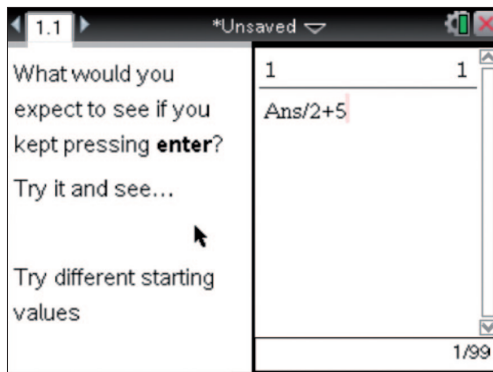 1.1 *Unsaved
What would you
expect to see if you
kept pressing enter?
Try it and see...
Try different starting
values
1 1
Ans/2+5
1/99